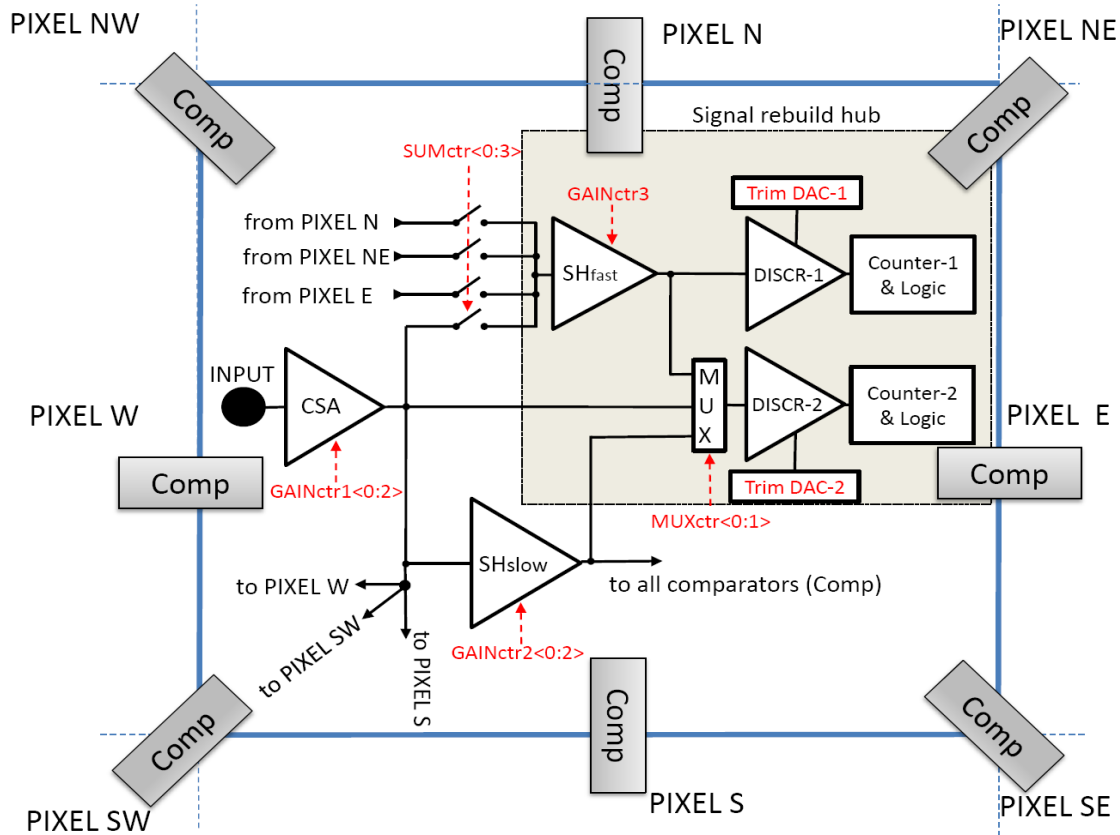 PIXEL NW
PIXEL N
PIXEL NE
Comp
Comp
Comp
Signal rebuild hub
SUMctr<0:3>
GAINctr3
Trim DAC-1
from PIXEL N
from PIXEL NE
from PIXEL E
SHfast
DISCR-1
Counter-1
& Logic
INPUT
CSA
MUX
DISCR-2
Counter-2
& Logic
PIXEL W
PIXEL E
Comp
GAINctr1<0:2>
Trim DAC-2
Comp
MUXctr<0:1>
SHslow
to all comparators (Comp)
to PIXEL W
to PIXEL SW
to PIXEL S
GAINctr2<0:2>
Comp
Comp
Comp
PIXEL SW
PIXEL S
PIXEL SE